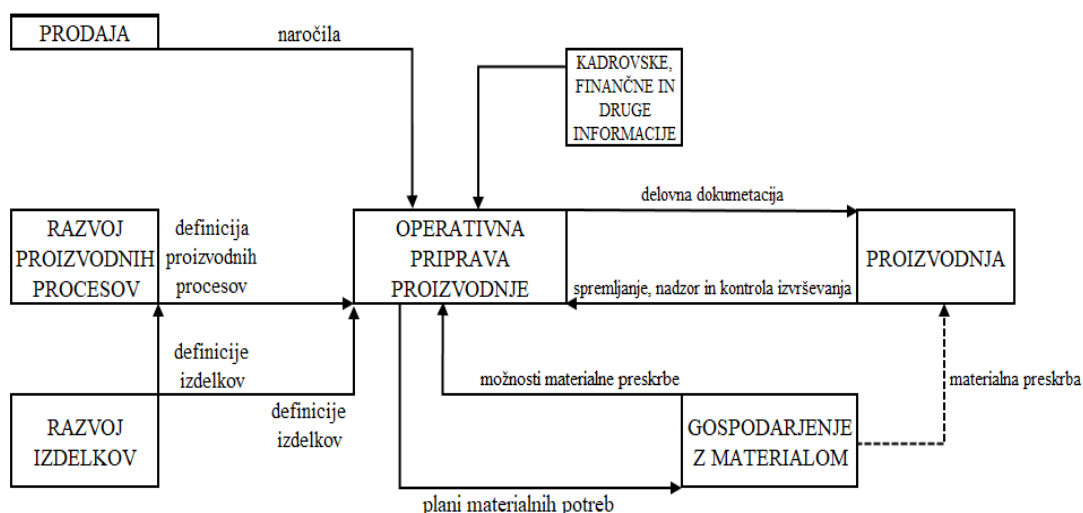 PRODAJA
naročila
KADROVSKE,
FINANČNE IN
DRUGE
INFORMACIJE
RAZVOJ
PROIZVODNIH
PROCESOV
definicija
proizvodnih
procesov
OPERATIVNA
PRIPRAVA
PROIZVODNJE
delovna dokumetacija
PROIZVODNJA
spremljanje, nadzor in kontrola izvrševanja
definicije
izdelkov
RAZVOJ
IZDELKOV
definicije
izdelkov
možnosti materialne preskrbe
materialna preskrba
GOSPODARJENJE
Z MATERIALOM
plani materialnih potreb